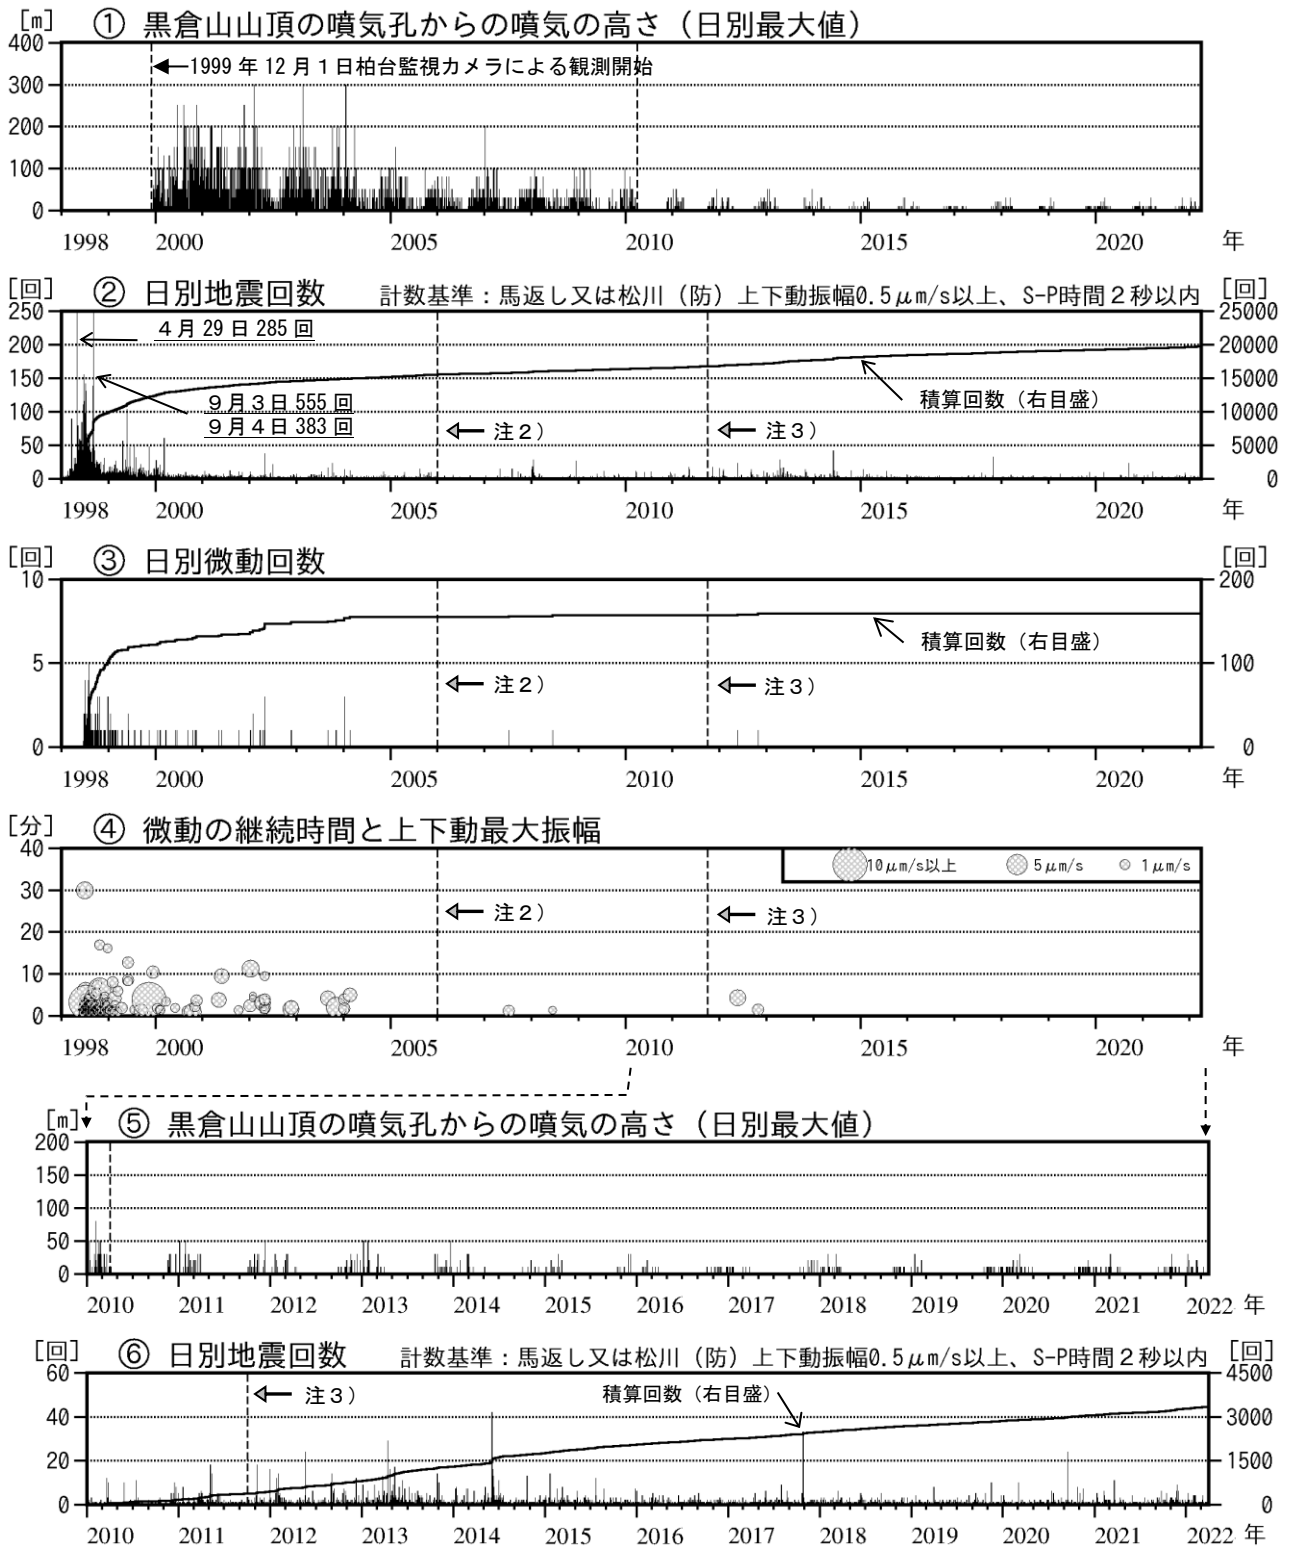 [m] ① 黒倉山山頂の噴気孔からの噴気の高さ（日別最大値）
400
300
200
100
0
1999 年 12 月 1 日柏台監視カメラによる観測開始
1998 2000 2005 2010 2015 2020 年
[回] ② 日別地震回数 計数基準：馬返し又は松川（防）上下動振幅0.5μm/s以上、S-P時間２秒以内 [回]
250 25000
200 20000
150 15000
100 10000
50 5000
0 0
４月 29 日 285 回
９月３日 555 回
９月４日 383 回
積算回数（右目盛）
注２） 注３）
1998 2000 2005 2010 2015 2020 年
[回] ③ 日別微動回数 [回]
10 200
5 100
0 0
積算回数（右目盛）
注２） 注３）
1998 2000 2005 2010 2015 2020 年
[分] ④ 微動の継続時間と上下動最大振幅
40
30
20
10
0
10μm/s以上 5μm/s 1μm/s
注２） 注３）
1998 2000 2005 2010 2015 2020 年
[m] ⑤ 黒倉山山頂の噴気孔からの噴気の高さ（日別最大値）
200
150
100
50
0
2010 2011 2012 2013 2014 2015 2016 2017 2018 2019 2020 2021 2022 年
[回] ⑥ 日別地震回数 計数基準：馬返し又は松川（防）上下動振幅0.5μm/s以上、S-P時間２秒以内 [回]
60 4500
40 3000
20 1500
0 0
注３） 積算回数（右目盛）
2010 2011 2012 2013 2014 2015 2016 2017 2018 2019 2020 2021 2022 年